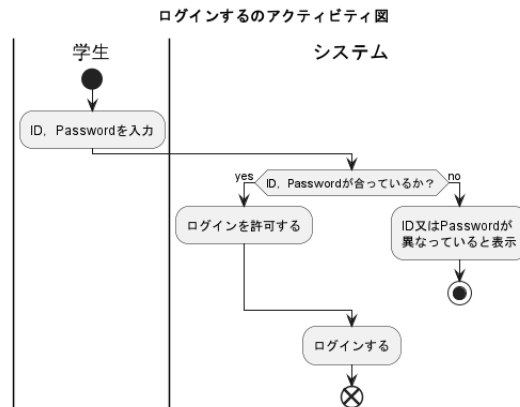 ログインするのアクティビティ図
学生
システム
ID，Passwordを入力
yes
ID，Passwordが合っているか？
no
ログインを許可する
ID又はPasswordが
異なっていると表示
ログインする